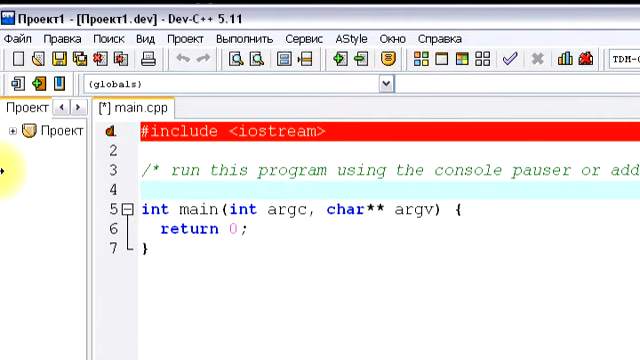 Проект1 - [Проект1.dev] - Dev-C++ 5.11
Файл Правка Поиск Вид Проект Выполнить Сервис AStyle Окно Справка
TDM-
(globals)
Проект [*] main.cpp
Проект
#include <iostream>
2
3 /* run this program using the console pauser or add
4
5 int main(int argc, char** argv) {
6 return 0;
7 }